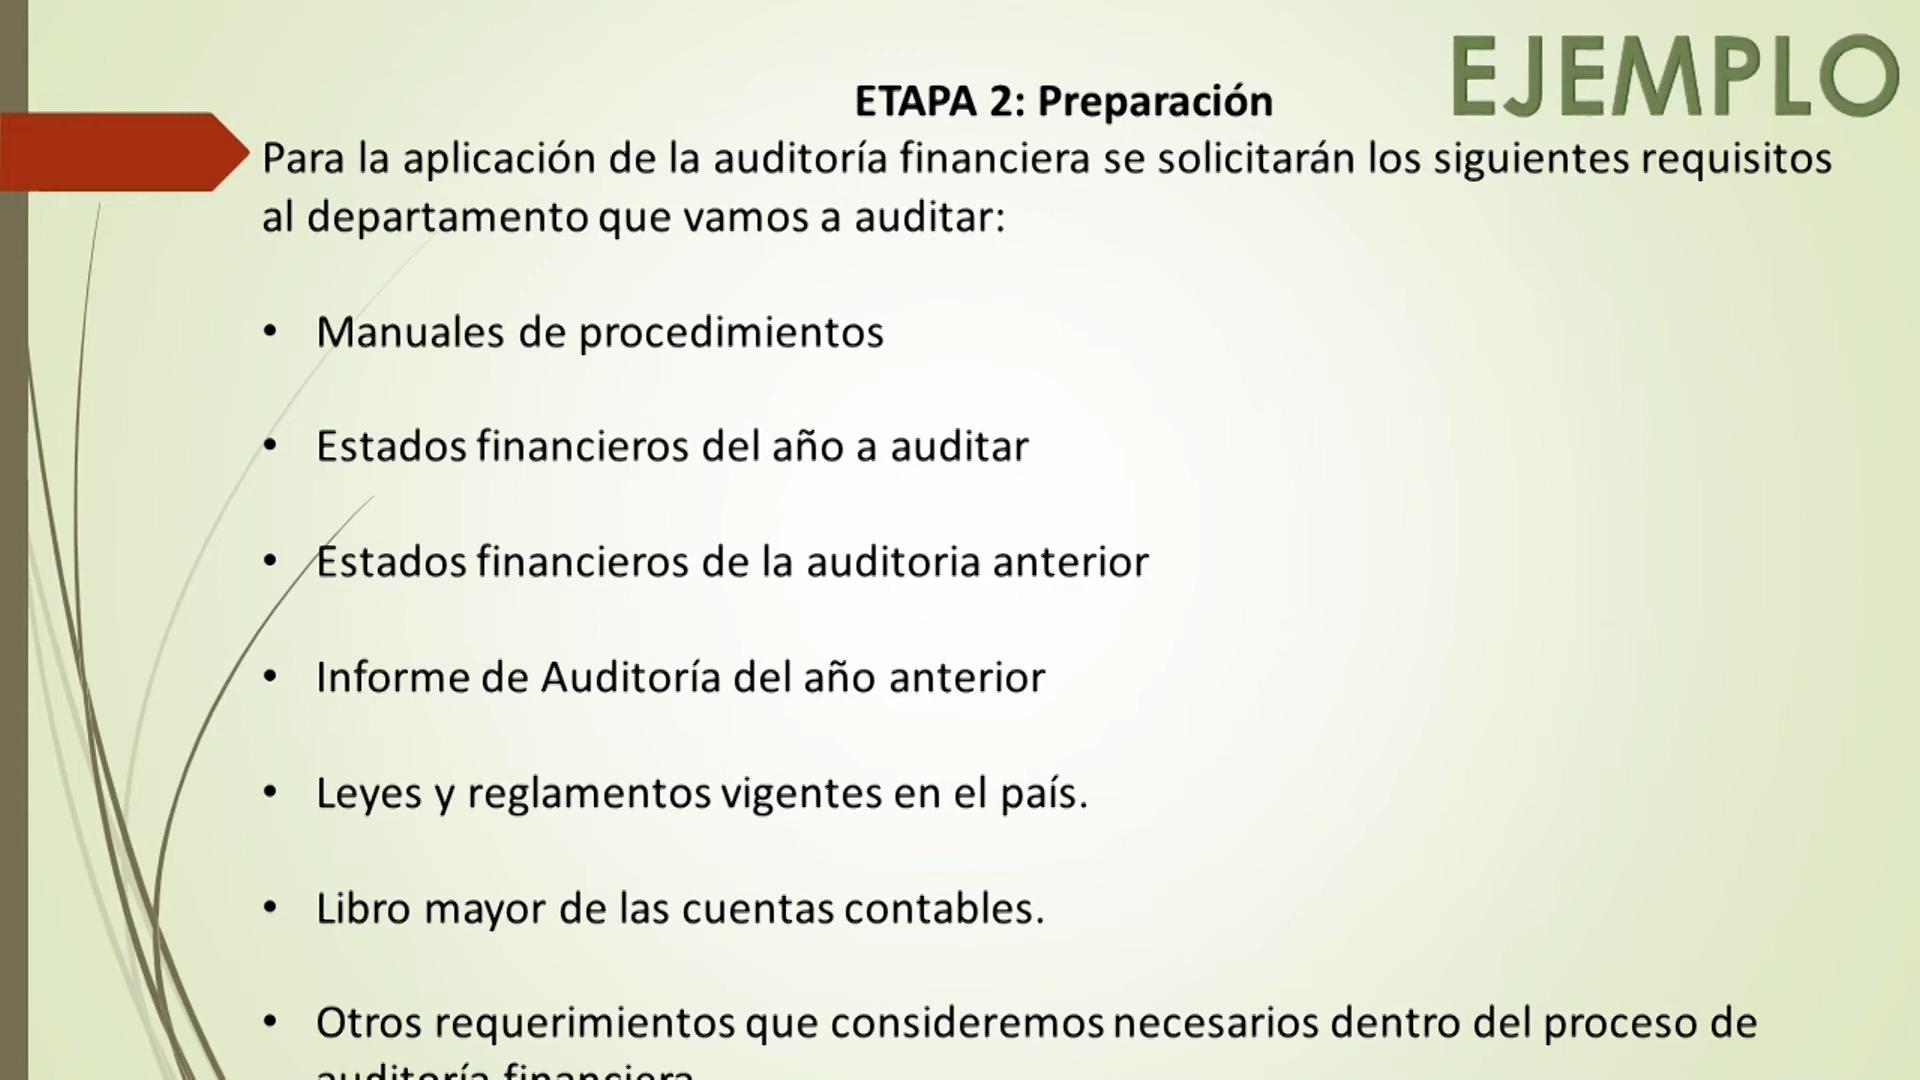 EJEMPLO
ETAPA 2: Preparación
Para la aplicación de la auditoría financiera se solicitarán los siguientes requisitos
al departamento que vamos a auditar:
• Manuales de procedimientos
• Estados financieros del año a auditar
• Estados financieros de la auditoria anterior
• Informe de Auditoría del año anterior
• Leyes y reglamentos vigentes en el país.
• Libro mayor de las cuentas contables.
• Otros requerimientos que consideremos necesarios dentro del proceso de
auditoría financiera